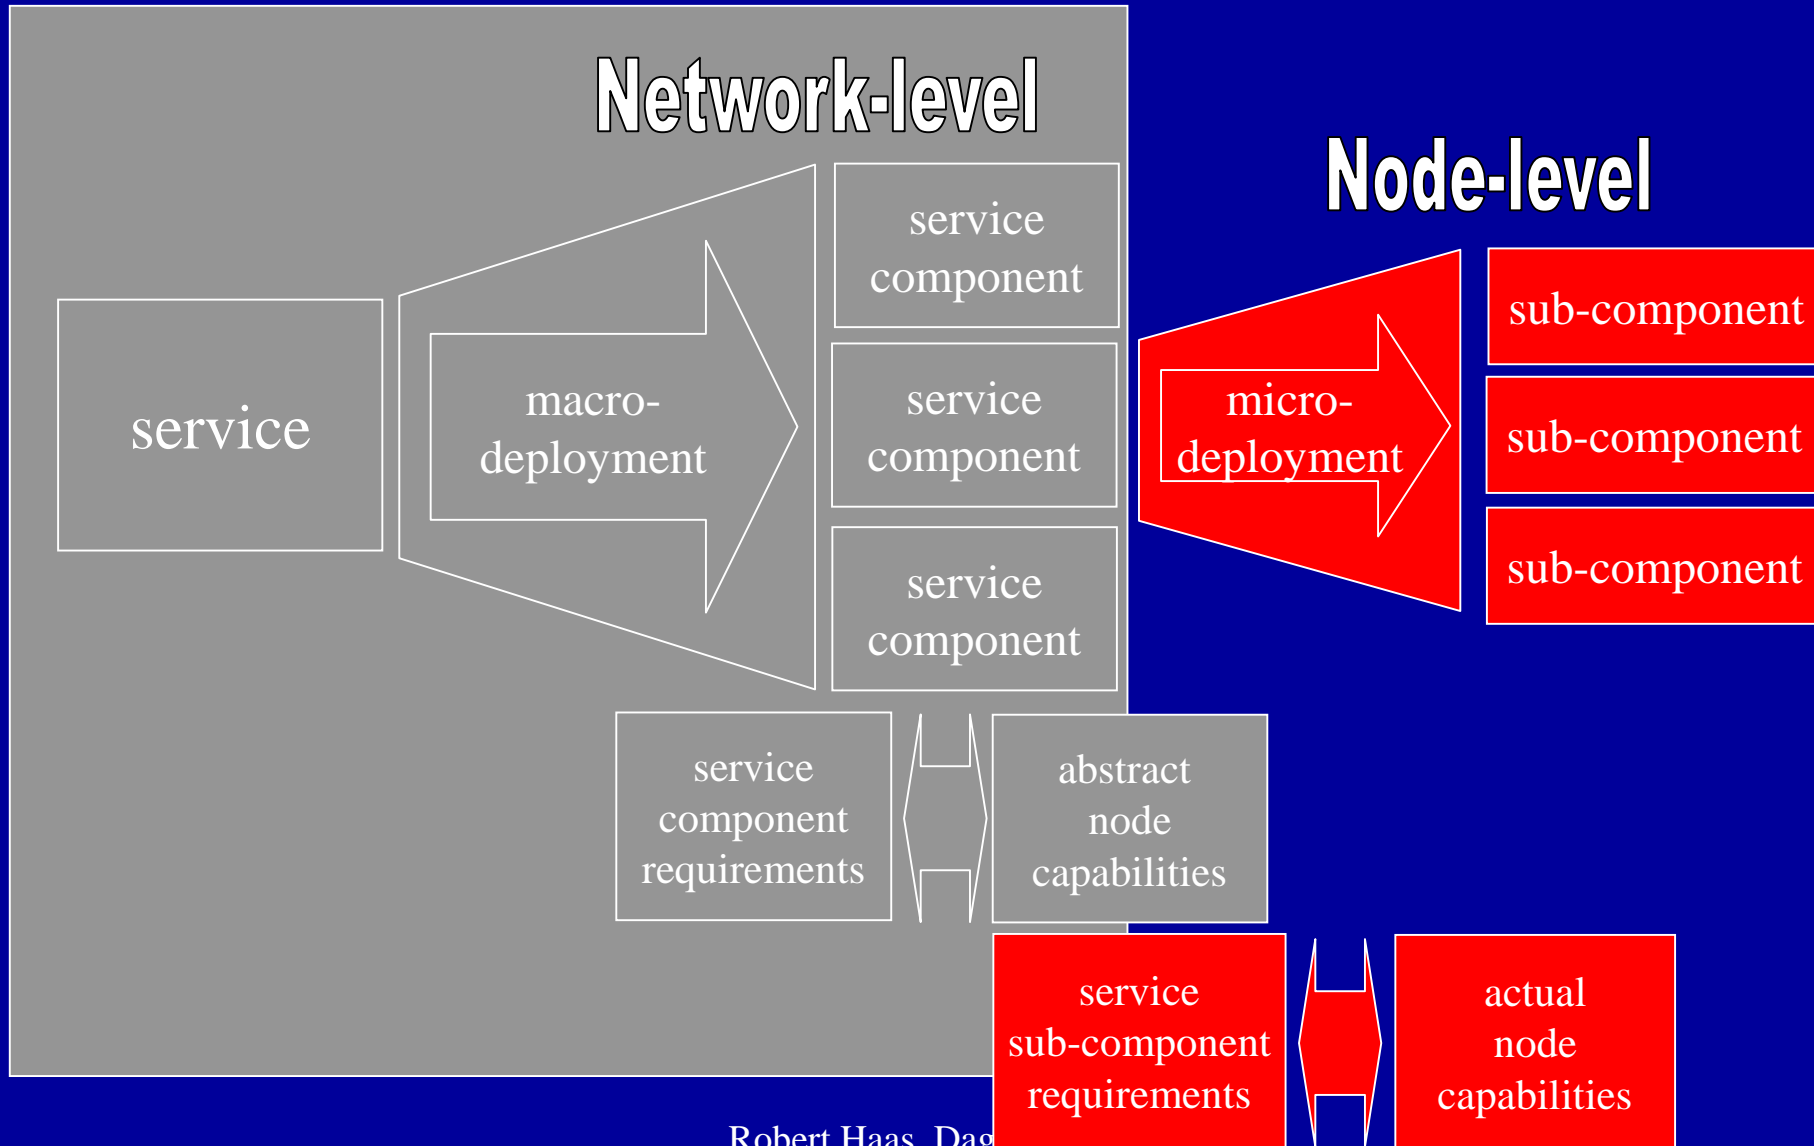 Network-level
Node-level
service
macro-
deployment
service
component
service
component
service
component
micro-
deployment
sub-component
sub-component
sub-component
service
component
requirements
abstract
node
capabilities
service
sub-component
requirements
actual
node
capabilities
Robert Haas